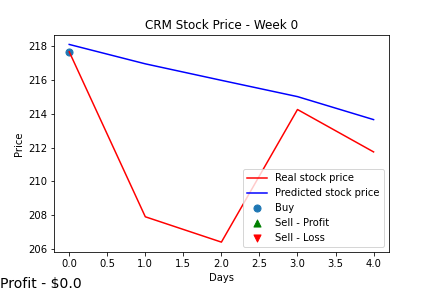 CRM Stock Price - Week 0
Price
218
216
214
212
210
208
206
0.0 0.5 1.0 1.5 2.0 2.5 3.0 3.5 4.0
Days
Real stock price
Predicted stock price
Buy
Sell - Profit
Sell - Loss
Profit - $0.0